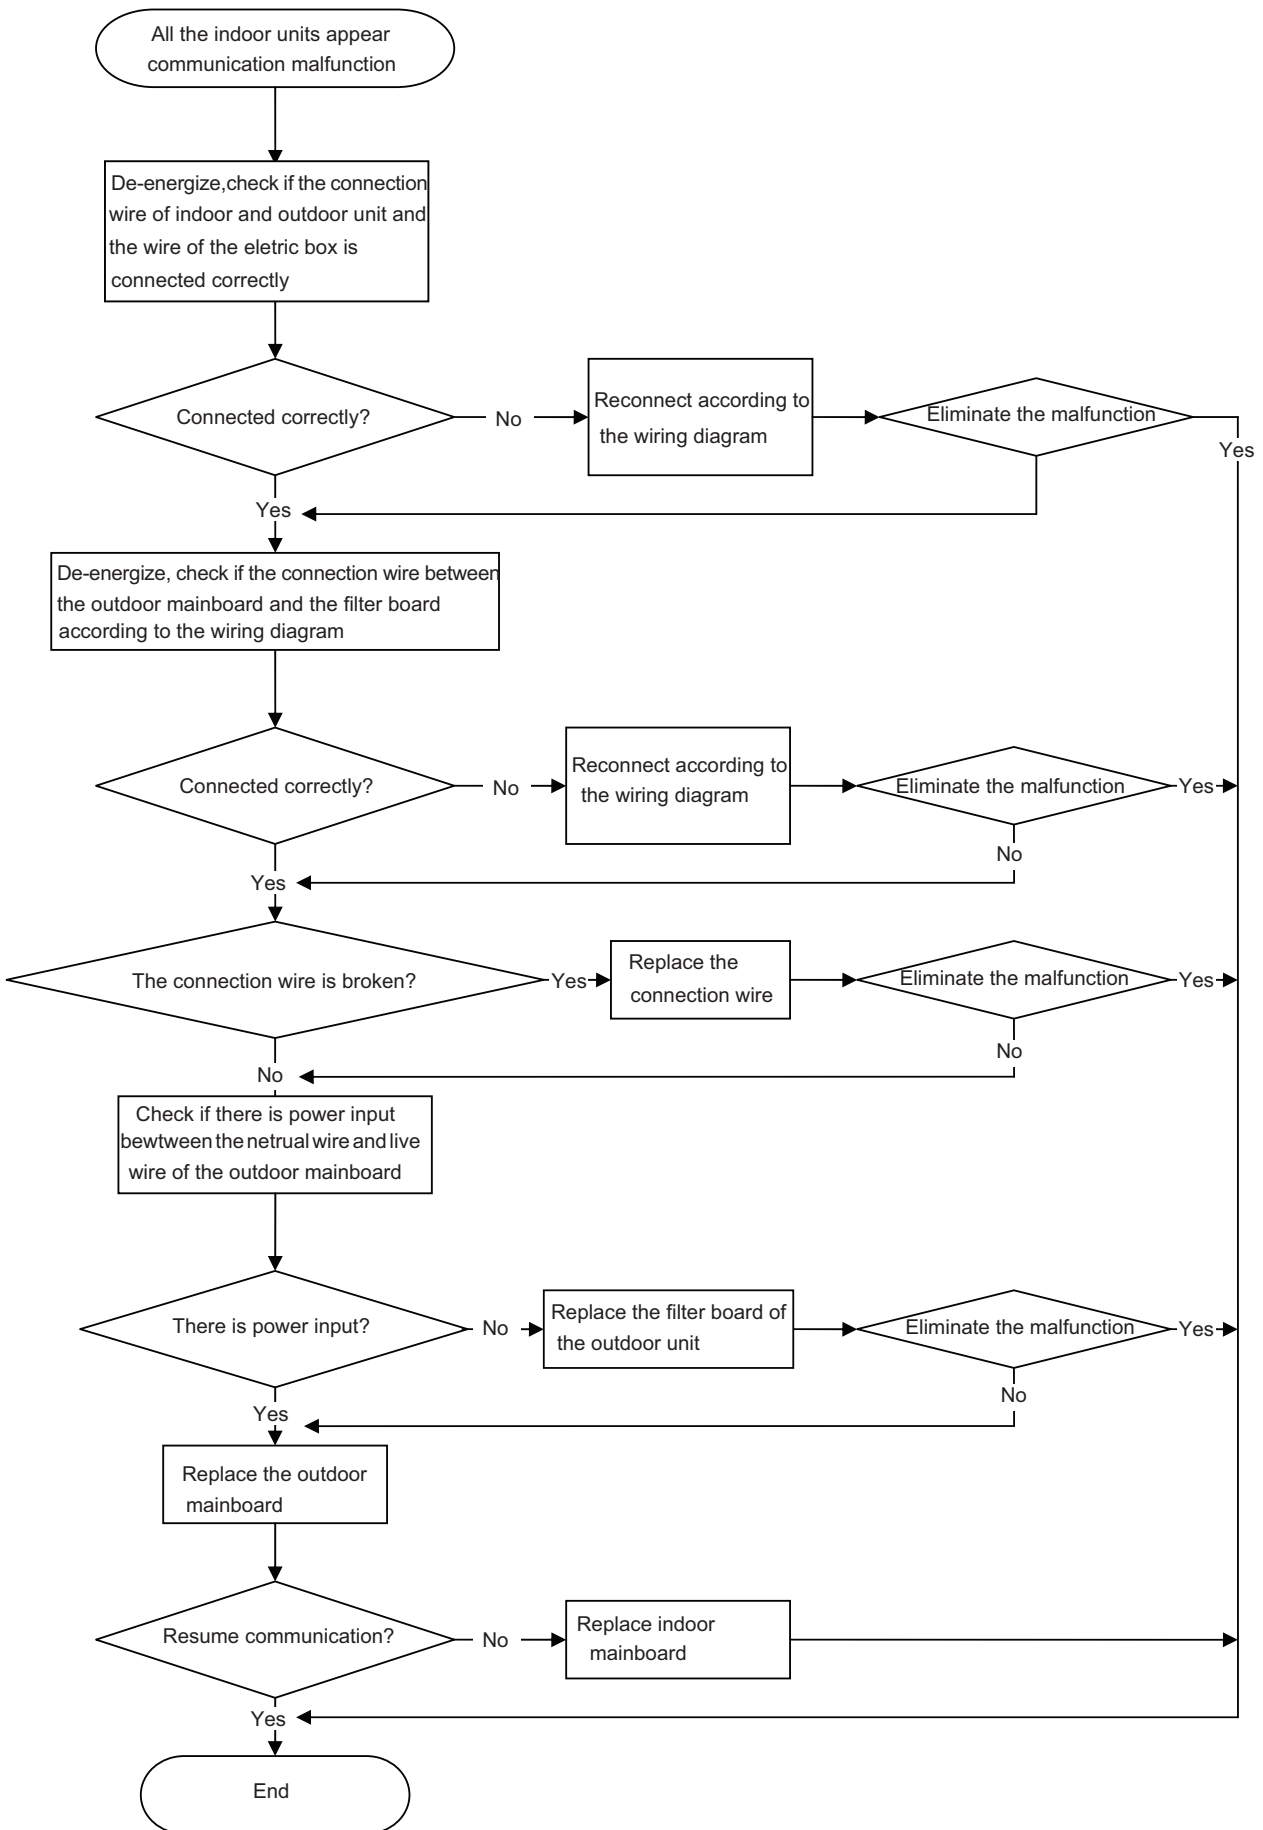 All the indoor units appear
communication malfunction
De-energize,check if the connection
wire of indoor and outdoor unit and
the wire of the eletric box is
connected correctly
Connected correctly?
No
Reconnect according to
the wiring diagram
Eliminate the malfunction
Yes
Yes
De-energize, check if the connection wire between
the outdoor mainboard and the filter board
according to the wiring diagram
Connected correctly?
No
Reconnect according to
the wiring diagram
Eliminate the malfunction
Yes
No
Yes
The connection wire is broken?
Yes
Replace the
connection wire
Eliminate the malfunction
Yes
No
No
Check if there is power input
bewtween the netrual wire and live
wire of the outdoor mainboard
There is power input?
No
Replace the filter board of
the outdoor unit
Eliminate the malfunction
Yes
No
Yes
Replace the outdoor
mainboard
Resume communication?
No
Replace indoor
mainboard
Yes
End